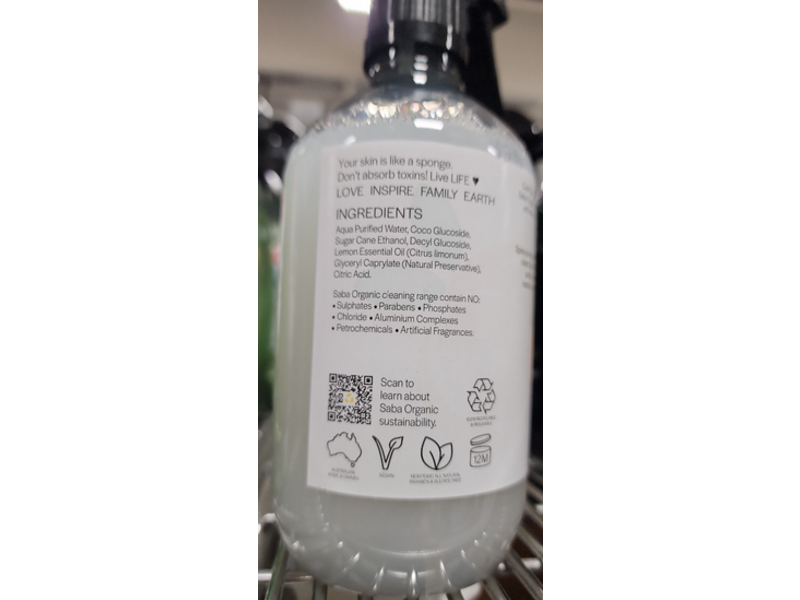 Your skin is like a sponge.
Don't absorb toxins! Live LIFE ♥
LOVE INSPIRE FAMILY EARTH
INGREDIENTS
Aqua Purified Water, Coco Glucoside,
Sugar Cane Ethanol, Decyl Glucoside,
Lemon Essential Oil (Citrus limonum),
Glyceryl Caprylate (Natural Preservative),
Citric Acid.
Saba Organic cleaning range contain NO:
• Sulphates • Parabens • Phosphates
• Chloride • Aluminium Complexes
• Petrochemicals • Artificial Fragrances.
Scan to
learn about
Saba Organic
sustainability.
AUSTRALIAN
VEGAN
12M